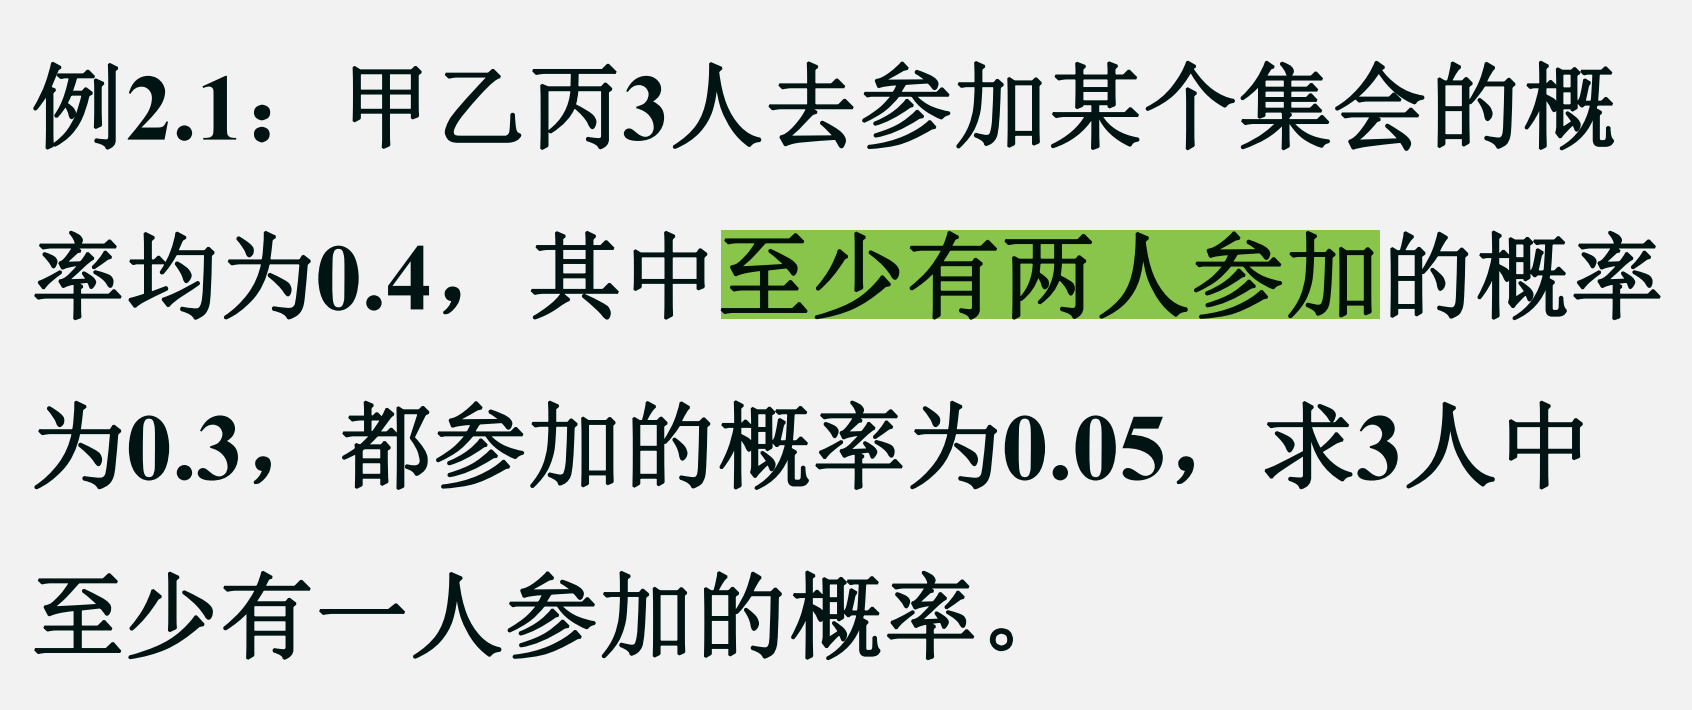 例2.1：甲乙丙3人去参加某个集会的概
率均为0.4，其中至少有两人参加的概率
为0.3，都参加的概率为0.05，求3人中
至少有一人参加的概率。